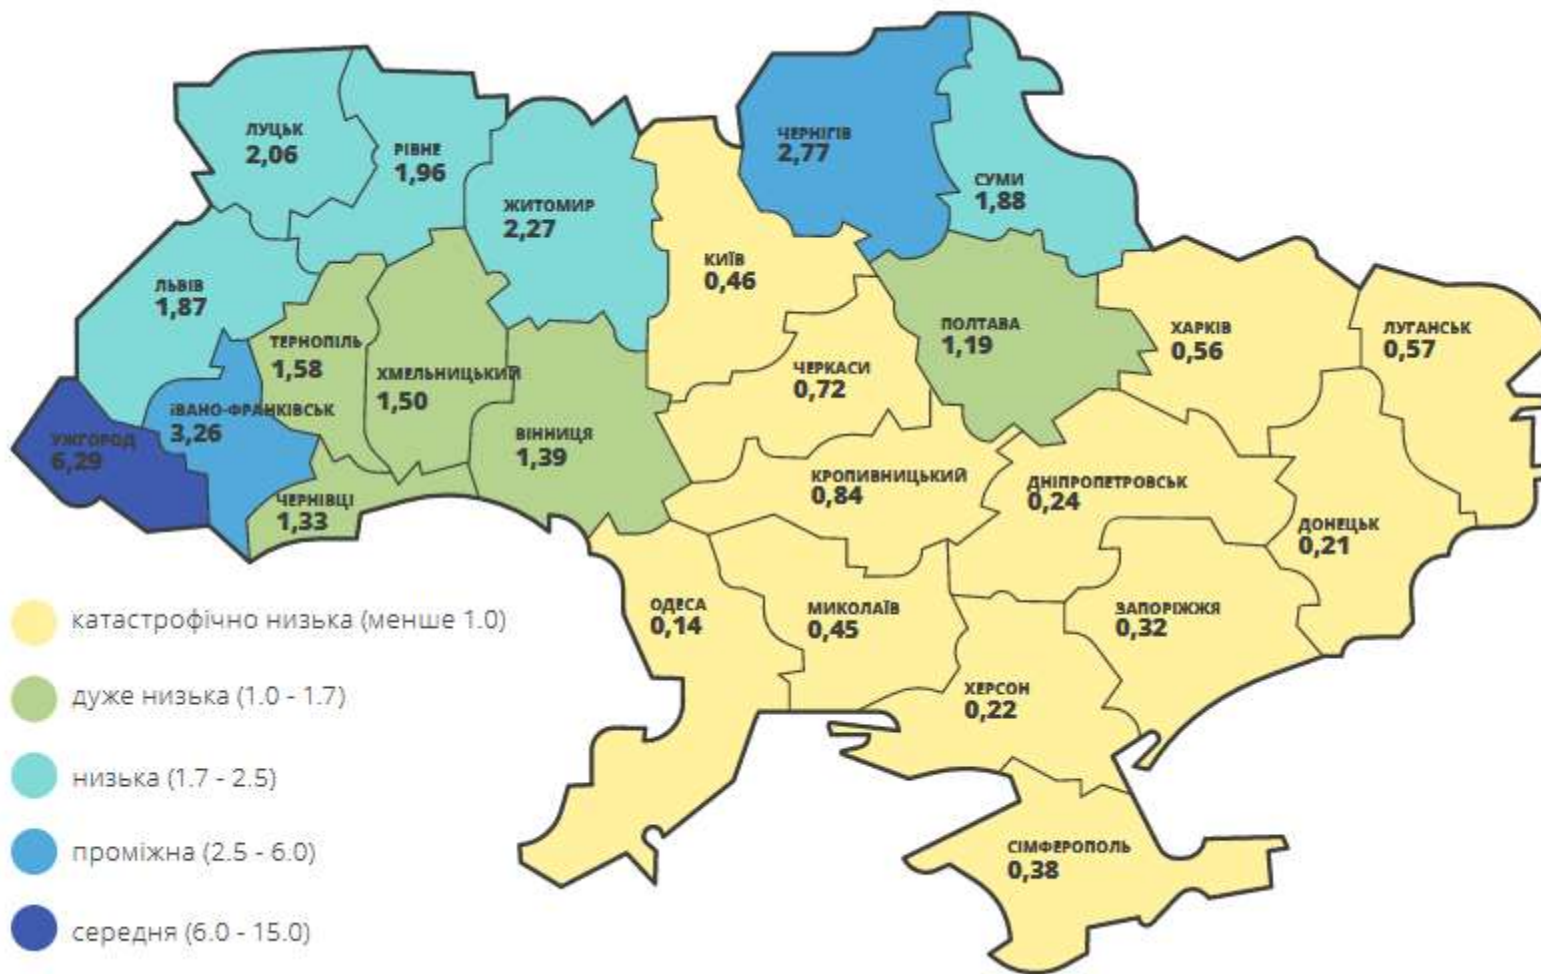 ЛУЦЬК
2,06
РІВНЕ
1,96
ЖИТОМИР
2,27
ЧЕРНІГІВ
2,77
СУМИ
1,88
КИЇВ
0,46
ЛЬВІВ
1,87
ТЕРНОПІЛЬ
1,58
ХМЕЛЬНИЦЬКИЙ
1,50
ПОЛТАВА
1,19
ХАРКІВ
0,56
ЛУГАНСЬК
0,57
ЧЕРКАСИ
0,72
УЖГОРОД
6,29
ІВАНО-ФРАНКІВСЬК
3,26
ВІННИЦЯ
1,39
ЧЕРНІВЦІ
1,33
КРОПИВНИЦЬКИЙ
0,84
ДНІПРОПЕТРОВСЬК
0,24
ДОНЕЦЬК
0,21
ОДЕСА
0,14
МИКОЛАЇВ
0,45
ЗАПОРІЖЖЯ
0,32
ХЕРСОН
0,22
СІМФЕРОПОЛЬ
0,38
катастрофічно низька (менше 1.0)
дуже низька (1.0 - 1.7)
низька (1.7 - 2.5)
проміжна (2.5 - 6.0)
середня (6.0 - 15.0)